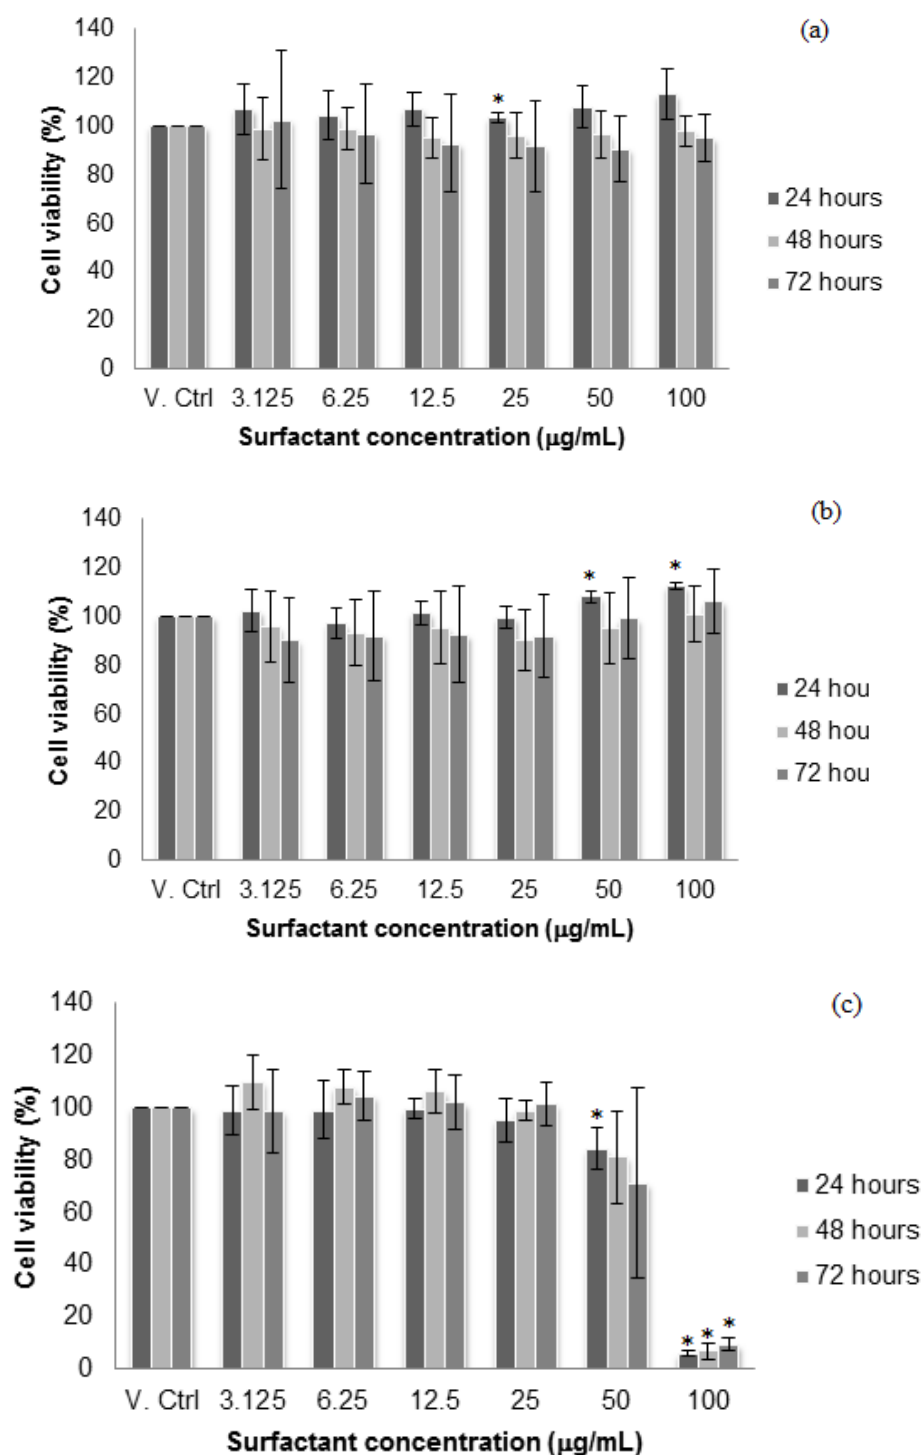 (a)
140
120
100
80
60
40
20
0
Cell viability (%)
*
V. Ctrl 3.125 6.25 12.5 25 50 100
Surfactant concentration (µg/mL)
24 hours
48 hours
72 hours
(b)
140
120
100
80
60
40
20
0
Cell viability (%)
* *
V. Ctrl 3.125 6.25 12.5 25 50 100
Surfactant concentration (µg/mL)
24 hou
48 hou
72 hou
(c)
140
120
100
80
60
40
20
0
Cell viability (%)
*
* * *
V. Ctrl 3.125 6.25 12.5 25 50 100
Surfactant concentration (µg/mL)
24 hours
48 hours
72 hours